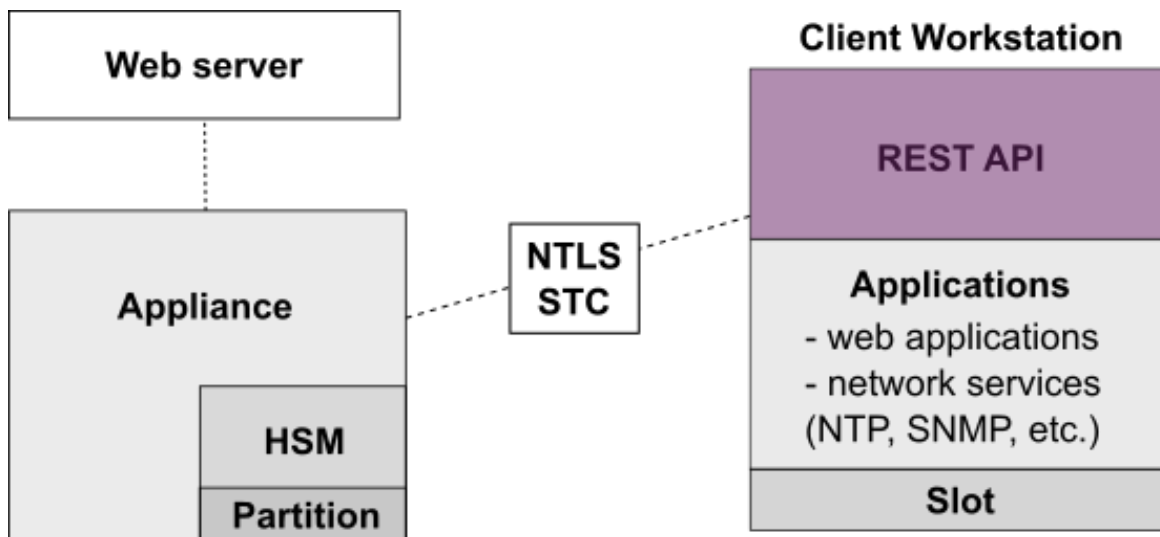 Web server
Appliance
HSM
Partition
NTLS
STC
Client Workstation
REST API
Applications
- web applications
- network services
(NTP, SNMP, etc.)
Slot